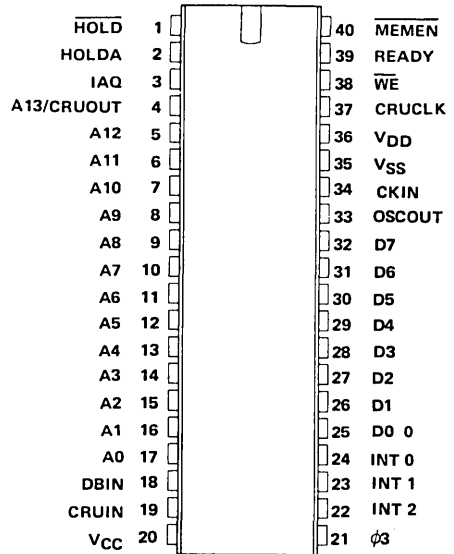 HOLD 1 40 MEMEN
HOLDA 2 39 READY
IAQ 3 38 WE
A13/CRUOUT 4 37 CRUCLK
A12 5 36 VDD
A11 6 35 VSS
A10 7 34 CKIN
A9 8 33 OSCOUT
A8 9 32 D7
A7 10 31 D6
A6 11 30 D5
A5 12 29 D4
A4 13 28 D3
A3 14 27 D2
A2 15 26 D1
A1 16 25 D0 0
A0 17 24 INT 0
DBIN 18 23 INT 1
CRUIN 19 22 INT 2
VCC 20 21 ϕ3